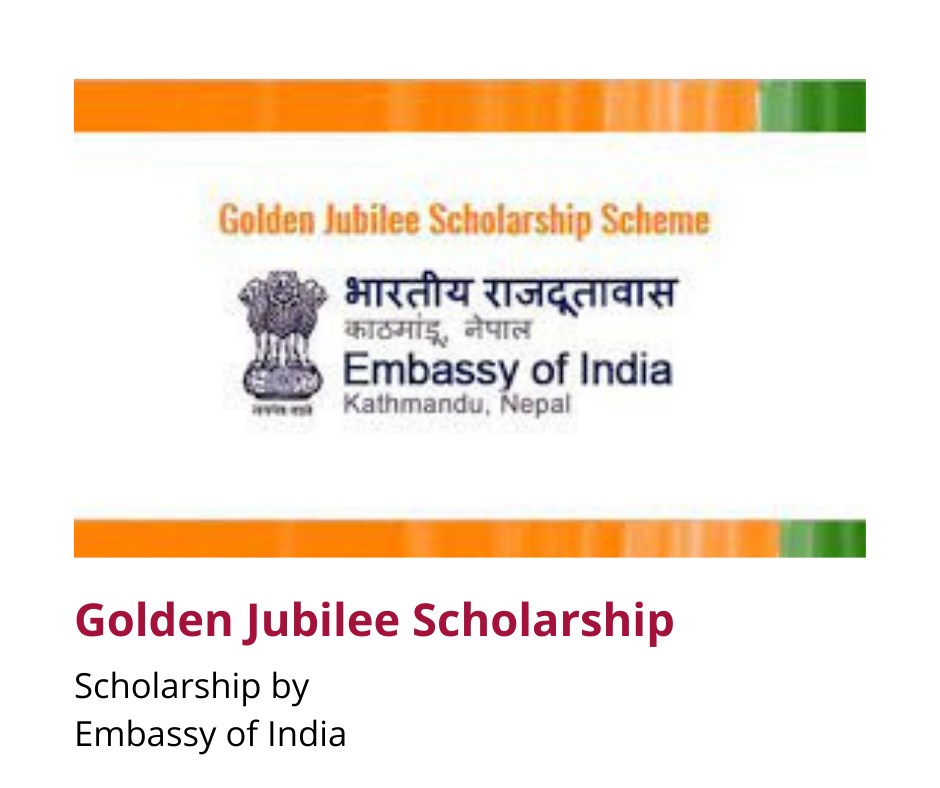 Golden Jubilee Scholarship Scheme
भारतीय राजदूतावास
काठमांडू, नेपाल
Embassy of India
Kathmandu, Nepal
Golden Jubilee Scholarship
Scholarship by
Embassy of India